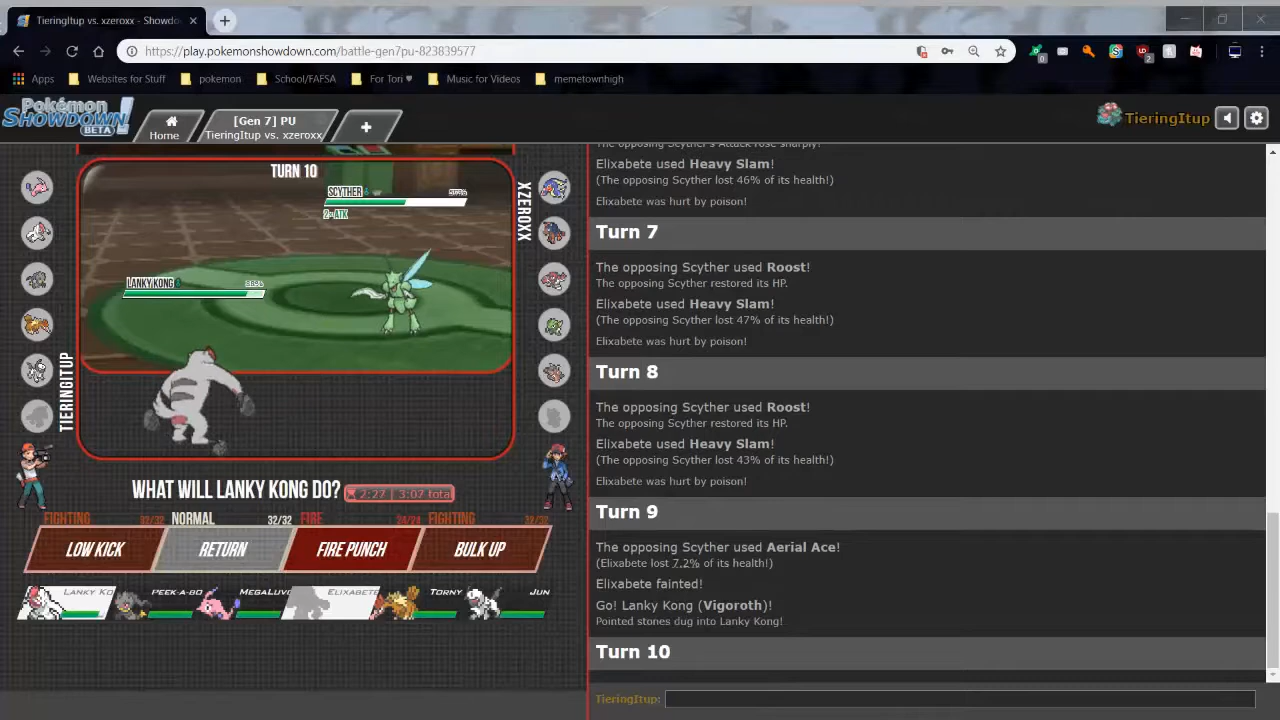 TieringItup vs. xzeroxx - Showdo
https://play.pokemonshowdown.com/battle-gen7pu-823839577
Apps
Websites for Stuff
pokemon
School/FAFSA
For Tori ♥
Music for Videos
memetownhigh
Pokémon
SHOWDOWN!
BETA
Home
[Gen 7] PU
TieringItup vs. xzeroxx
TieringItup
TURN 10
SCYTHER
2× ATK
LANKY KONG
88%
XZEROXX
TIERINGITUP
The opposing Scyther's Attack rose sharply!
Elixabete used Heavy Slam!
(The opposing Scyther lost 46% of its health!)
Elixabete was hurt by poison!
Turn 7
The opposing Scyther used Roost!
The opposing Scyther restored its HP.
Elixabete used Heavy Slam!
(The opposing Scyther lost 47% of its health!)
Elixabete was hurt by poison!
Turn 8
The opposing Scyther used Roost!
The opposing Scyther restored its HP.
Elixabete used Heavy Slam!
(The opposing Scyther lost 43% of its health!)
Elixabete was hurt by poison!
Turn 9
The opposing Scyther used Aerial Ace!
(Elixabete lost 7.2% of its health!)
Elixabete fainted!
Go! Lanky Kong (Vigoroth)!
Pointed stones dug into Lanky Kong!
Turn 10
WHAT WILL LANKY KONG DO?
2:27 | 3:07 total
FIGHTING 32/32
NORMAL 32/32
FIRE 24/24
FIGHTING 32/32
LOW KICK
RETURN
FIRE PUNCH
BULK UP
LANKY KO
PEEK-A-BO
MEGALUVD
ELIXABETE
TORNY
JUN
TieringItup: